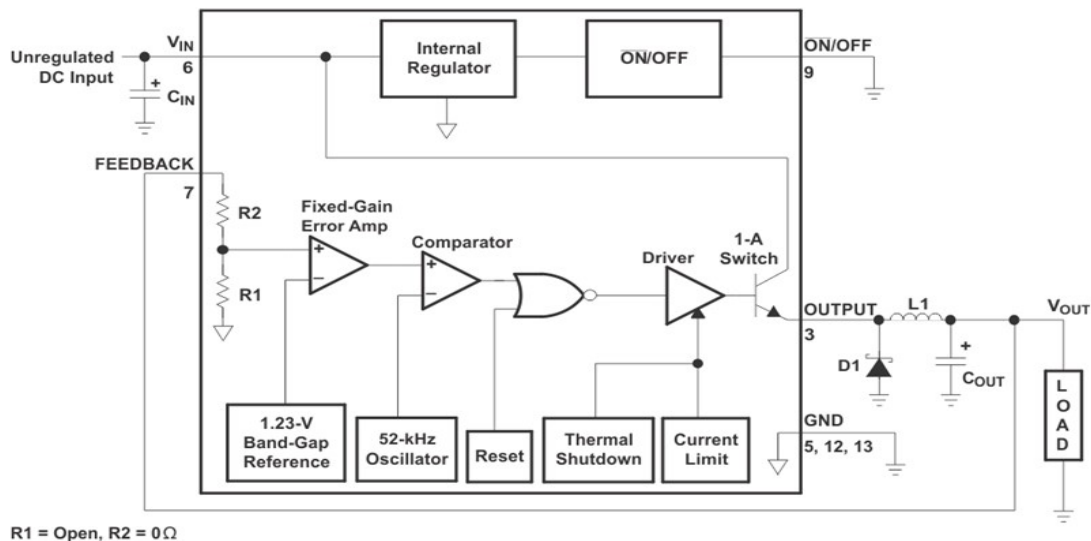 Unregulated
DC Input
VIN
6
CIN
Internal
Regulator
ON/OFF
ON/OFF
9
FEEDBACK
7
R2
R1
Fixed-Gain
Error Amp
Comparator
Driver
1-A
Switch
OUTPUT
3
L1
VOUT
D1
COUT
LOAD
1.23-V
Band-Gap
Reference
52-kHz
Oscillator
Reset
Thermal
Shutdown
Current
Limit
GND
5, 12, 13
R1 = Open, R2 = 0Ω